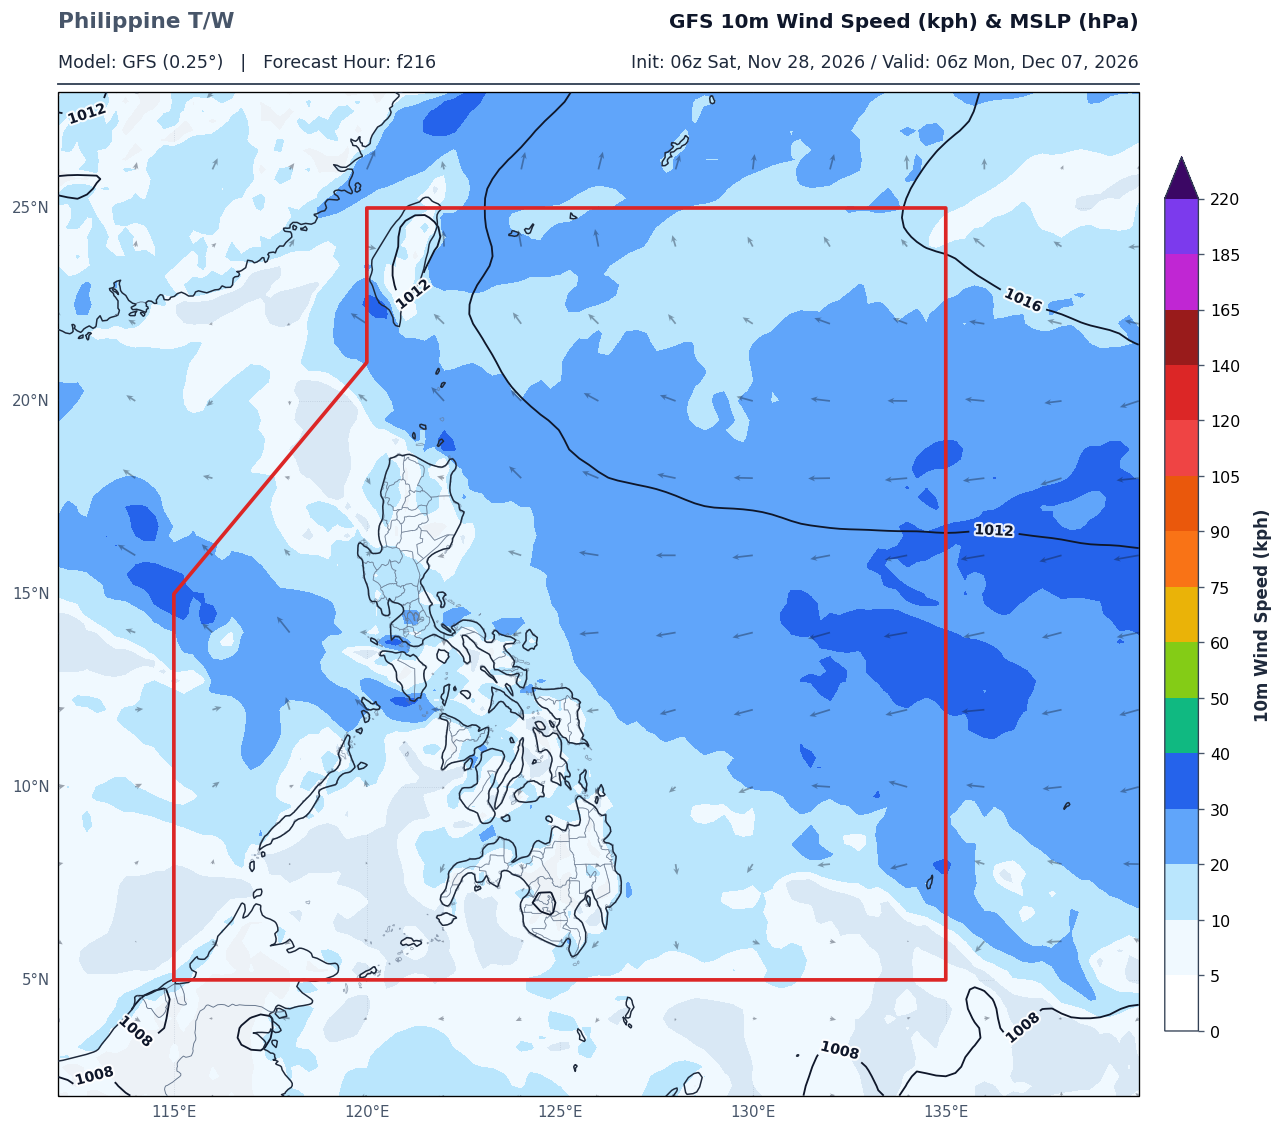 Philippine T/W
GFS 10m Wind Speed (kph) & MSLP (hPa)
Model: GFS (0.25°) | Forecast Hour: f216
Init: 06z Sat, Nov 28, 2026 / Valid: 06z Mon, Dec 07, 2026
1012
1012
1016
1012
1008
1008
1008
1008
25°N
20°N
15°N
10°N
5°N
115°E
120°E
125°E
130°E
135°E
220
185
165
140
120
105
90
75
60
50
40
30
20
10
5
0
10m Wind Speed (kph)